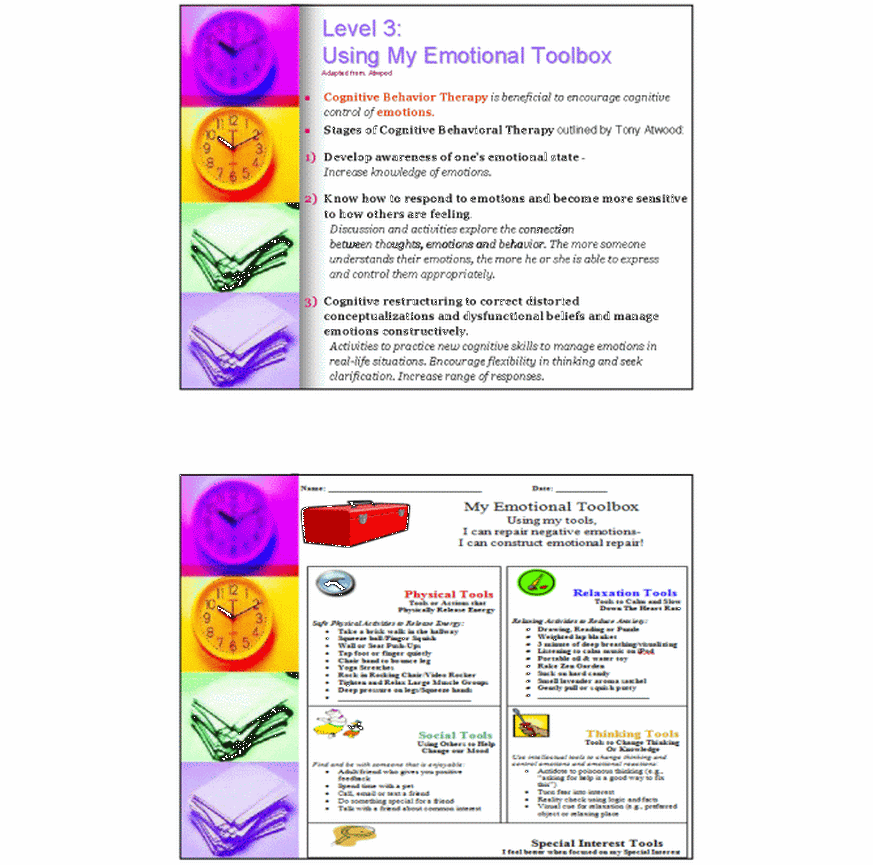 Level 3:
Using My Emotional Toolbox
Adapted from, Atwood
Cognitive Behavior Therapy is beneficial to encourage cognitive
control of emotions.
Stages of Cognitive Behavioral Therapy outlined by Tony Atwood:
1) Develop awareness of one's emotional state -
Increase knowledge of emotions.
2) Know how to respond to emotions and become more sensitive
to how others are feeling.
Discussion and activities explore the connection
between thoughts, emotions and behavior. The more someone
understands their emotions, the more he or she is able to express
and control them appropriately.
3) Cognitive restructuring to correct distorted
conceptualizations and dysfunctional beliefs and manage
emotions constructively.
Activities to practice new cognitive skills to manage emotions in
real-life situations. Encourage flexibility in thinking and seek
clarification. Increase range of responses.
Name: Date:
My Emotional Toolbox
Using my tools,
I can repair negative emotions-
I can construct emotional repair!
Physical Tools
Tools or Actions that
Physically Release Energy
Safe Physical Activities to Release Energy:
Take a brisk walk in the hallway
Squeeze ball/Finger Squish
Wall or Seat Push-Ups
Tap foot or finger quietly
Chair band to bounce leg
Yoga Stretches
Rock in Rocking Chair/Video Rocker
Tighten and Relax Large Muscle Groups
Deep pressure on legs/Squeeze hands
Relaxation Tools
Tools to Calm and Slow
Down The Heart Rate
Relaxing Activities to Reduce Anxiety:
Drawing, Reading or Puzzle
Weighted lap blanket
3 minute of deep breathing/visualizing
Listening to calm music on iPod
Portable oil & water toy
Rake Zen Garden
Suck on hard candy
Smell lavender aroma satchel
Gently pull or squish putty
Social Tools
Using Others to Help
Change our Mood
Find and be with someone that is enjoyable:
Adult/friend who gives you positive
feedback
Spend time with a pet
Call, email or text a friend
Do something special for a friend
Talk with a friend about common interest
Thinking Tools
Tools to Change Thinking
Or Knowledge
Use intellectual tools to change thinking and
control emotions and emotional reactions:
Antidote to poisonous thinking (e.g.,
"asking for help is a good way to fix
this")
Turn fear into interest
Reality check using logic and facts
Visual cue for relaxation (e.g., preferred
object or relaxing place
Special Interest Tools
I feel better when focused on my Special Interest